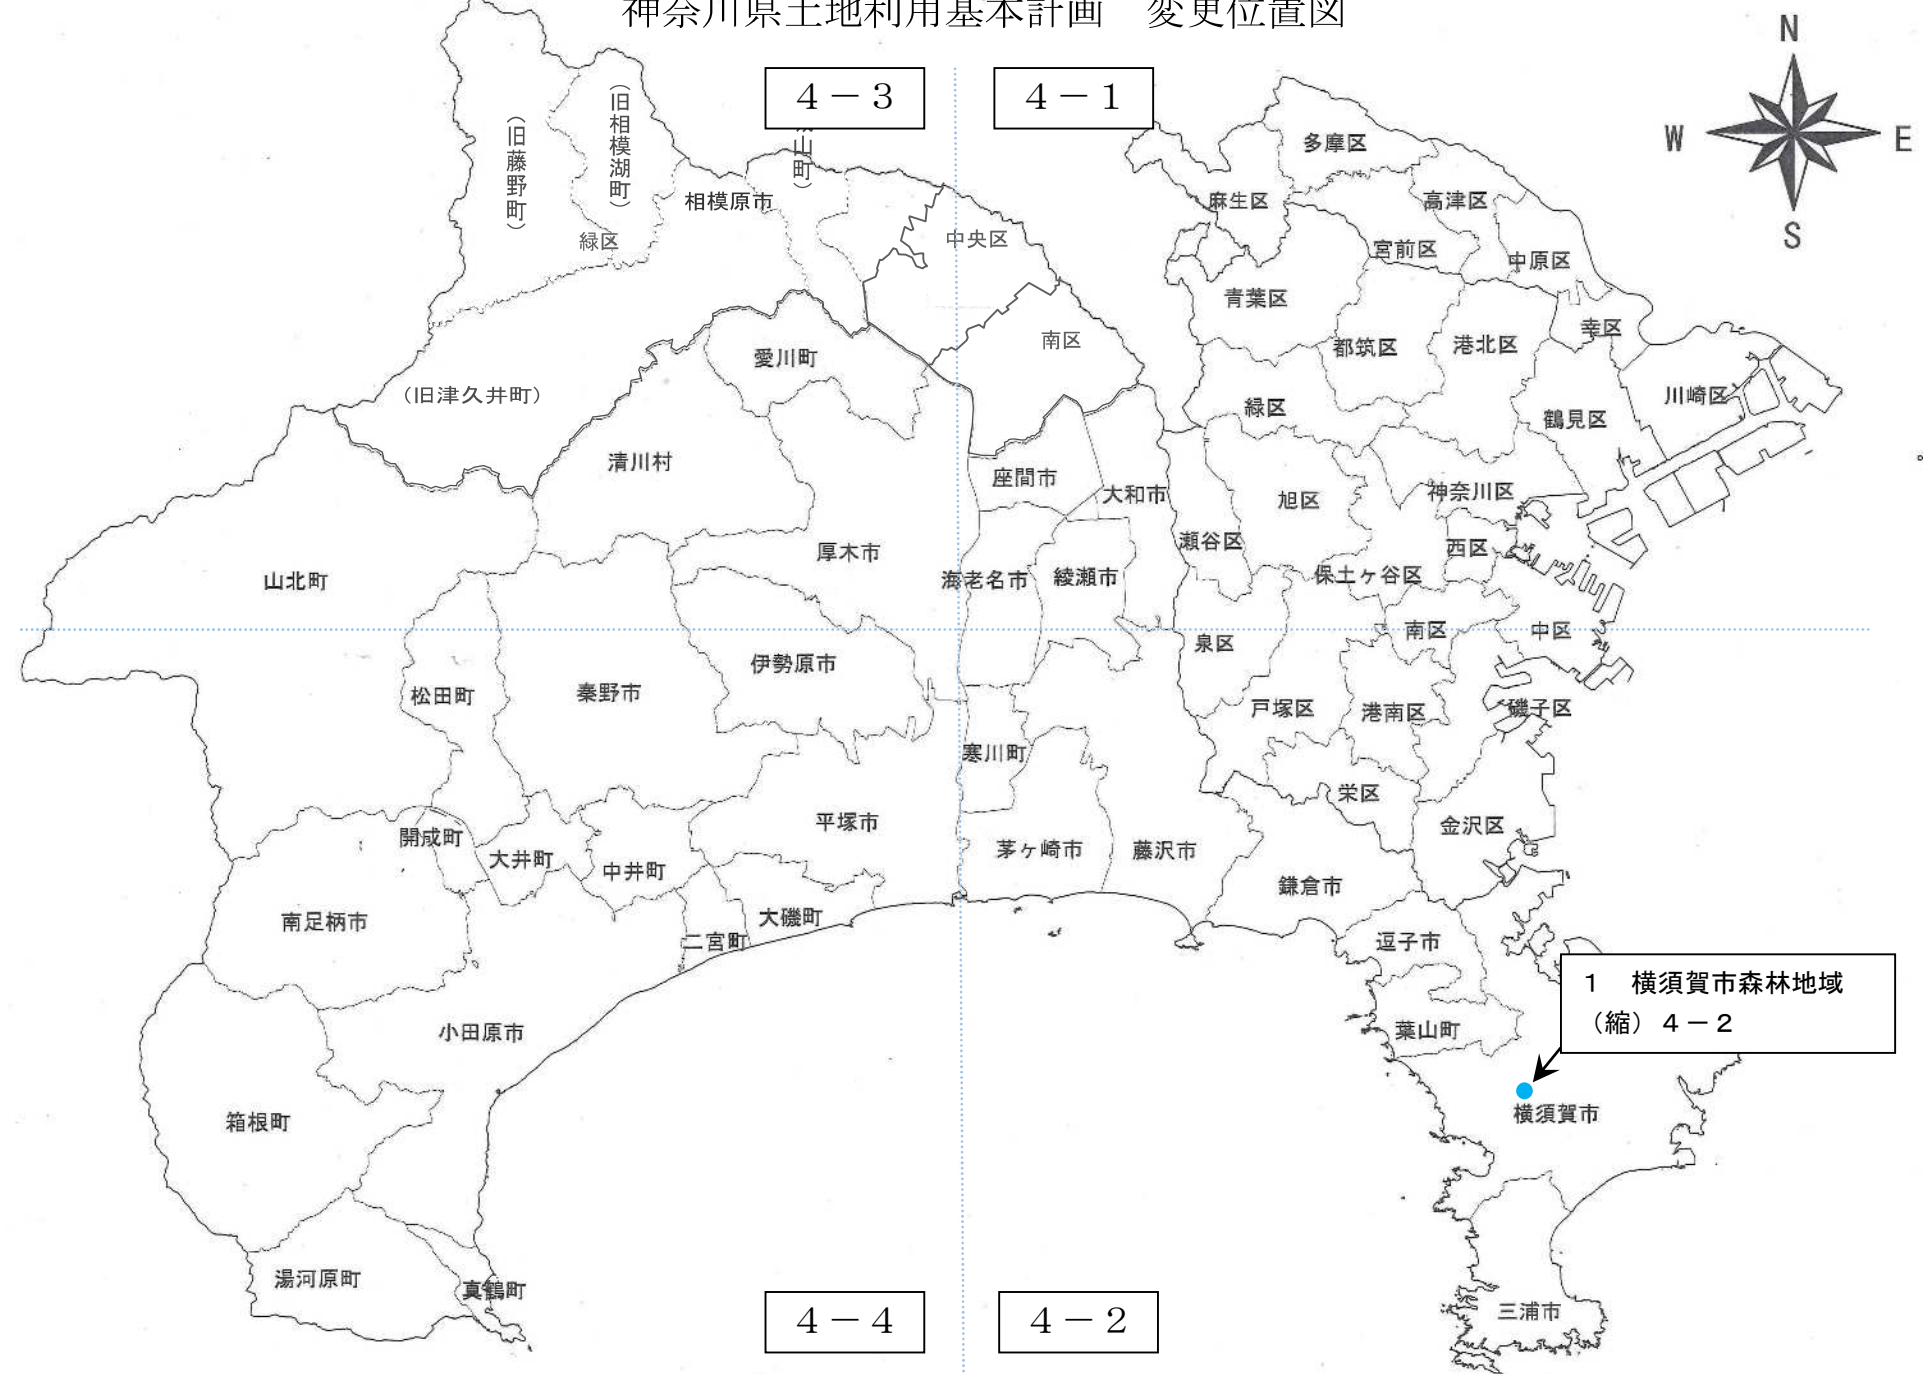 神奈川県土地利用基本計画　変更位置図
N
W
E
S
4－3
4－1
(旧藤野町)
(旧相模湖町)
町)
相模原市
緑区
中央区
南区
(旧津久井町)
愛川町
清川村
厚木市
山北町
座間市
大和市
海老名市
綾瀬市
多摩区
麻生区
高津区
宮前区
中原区
青葉区
幸区
都筑区
港北区
川崎区
緑区
鶴見区
旭区
神奈川区
瀬谷区
西区
保土ヶ谷区
南区
中区
泉区
戸塚区
港南区
磯子区
栄区
金沢区
松田町
秦野市
伊勢原市
寒川町
平塚市
開成町
大井町
中井町
茅ヶ崎市
藤沢市
鎌倉市
南足柄市
二宮町
大磯町
逗子市
小田原市
葉山町
1　横須賀市森林地域
（縮）4－2
横須賀市
箱根町
湯河原町
真鶴町
三浦市
4－4
4－2